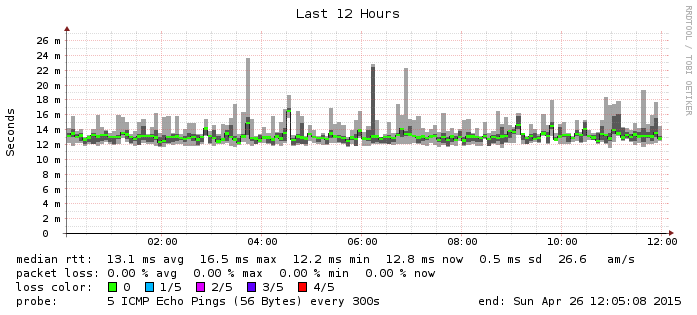 Last 12 Hours
RRDTOOL / TOBI OETIKER
Seconds
26 m
24 m
22 m
20 m
18 m
16 m
14 m
12 m
10 m
8 m
6 m
4 m
2 m
0
02:00 04:00 06:00 08:00 10:00 12:00
median rtt: 13.1 ms avg 16.5 ms max 12.2 ms min 12.8 ms now 0.5 ms sd 26.6 am/s
packet loss: 0.00 % avg 0.00 % max 0.00 % min 0.00 % now
loss color: 0 1/5 2/5 3/5 4/5
probe: 5 ICMP Echo Pings (56 Bytes) every 300s end: Sun Apr 26 12:05:08 2015